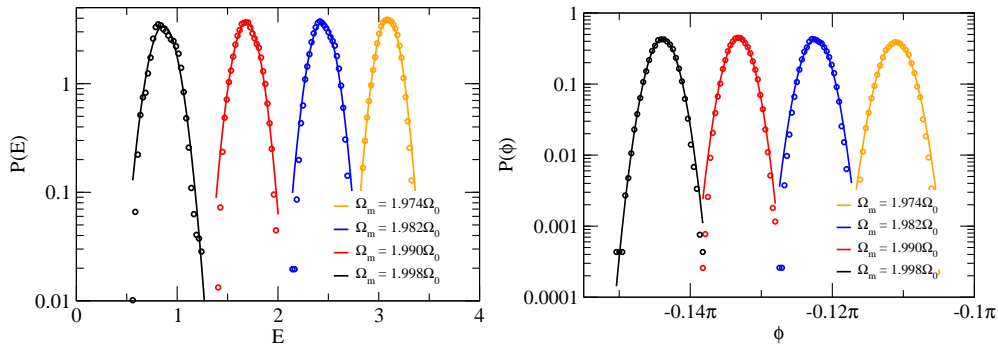 P(E)
1
0.1
0.01
0
1
2
3
4
E
Ω_m = 1.974Ω_0
Ω_m = 1.982Ω_0
Ω_m = 1.990Ω_0
Ω_m = 1.998Ω_0
P(ϕ)
1
0.1
0.01
0.001
0.0001
-0.14π
-0.12π
-0.1π
ϕ
Ω_m = 1.974Ω_0
Ω_m = 1.982Ω_0
Ω_m = 1.990Ω_0
Ω_m = 1.998Ω_0